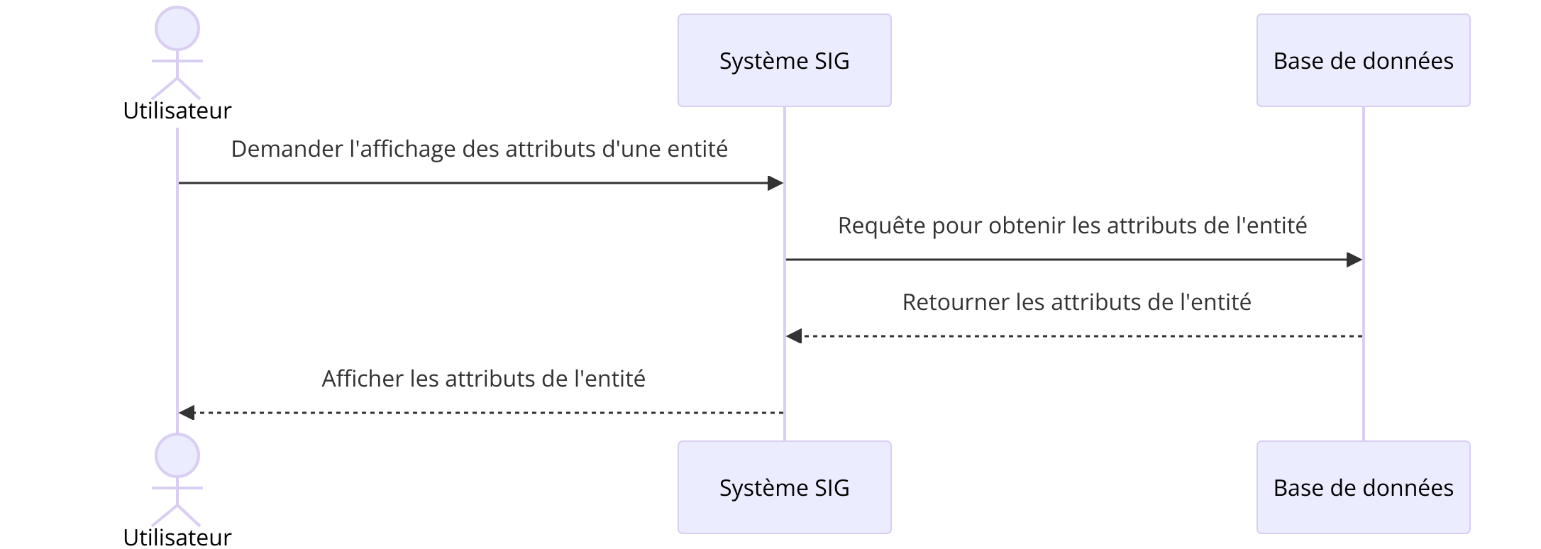 Système SIG
Base de données
Utilisateur
Demander l'affichage des attributs d'une entité
Requête pour obtenir les attributs de l'entité
Retourner les attributs de l'entité
Afficher les attributs de l'entité
Système SIG
Base de données
Utilisateur